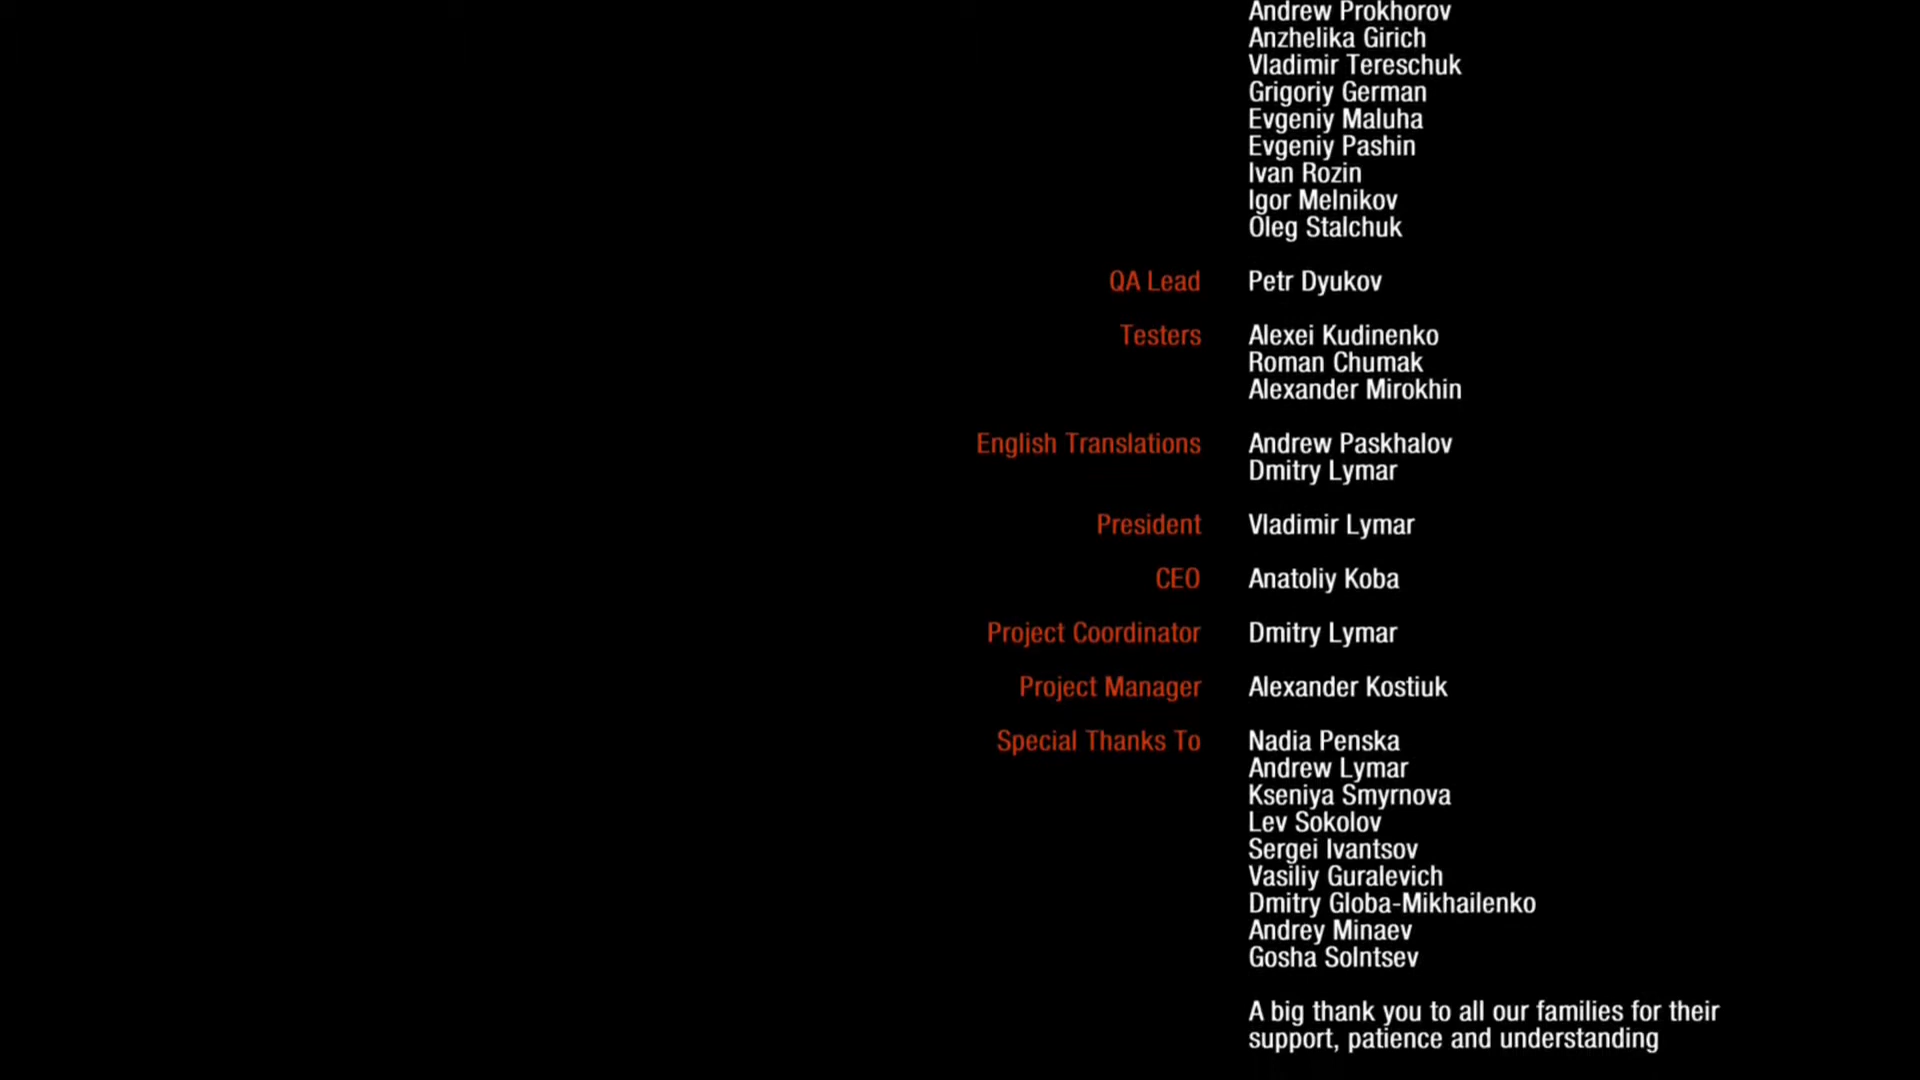 Andrew Prokhorov
Anzhelika Girich
Vladimir Tereschuk
Grigoriy German
Evgeniy Maluha
Evgeniy Pashin
Ivan Rozin
Igor Melnikov
Oleg Stalchuk
QA Lead Petr Dyukov
Testers Alexei Kudinenko
Roman Chumak
Alexander Mirokhin
English Translations Andrew Paskhalov
Dmitry Lymar
President Vladimir Lymar
CEO Anatoliy Koba
Project Coordinator Dmitry Lymar
Project Manager Alexander Kostiuk
Special Thanks To Nadia Penska
Andrew Lymar
Kseniya Smyrnova
Lev Sokolov
Sergei Ivantsov
Vasiliy Guralevich
Dmitry Globa-Mikhailenko
Andrey Minaev
Gosha Solntsev
A big thank you to all our families for their
support, patience and understanding